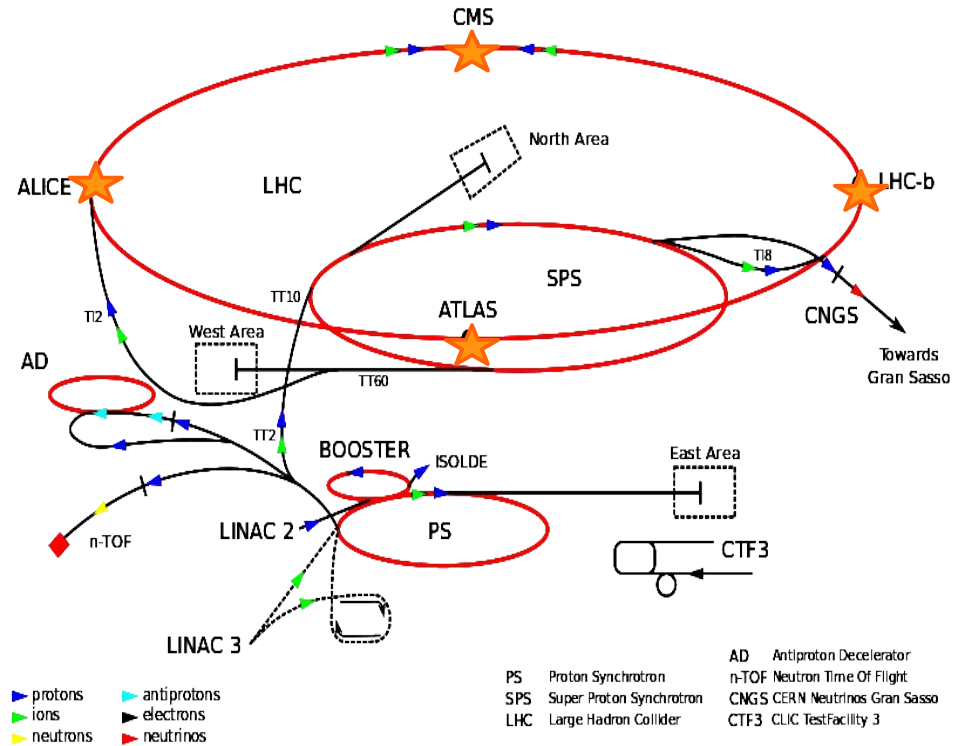 CMS
North Area
ALICE
LHC
LHC-b
TI8
SPS
TT10
ATLAS
CNGS
TI2
West Area
Towards
Gran Sasso
AD
TT60
TT2
BOOSTER
ISOLDE
East Area
LINAC 2
PS
n-TOF
CTF3
LINAC 3
protons
antiprotons
ions
electrons
neutrons
neutrinos
PS Proton Synchrotron
SPS Super Proton Synchrotron
LHC Large Hadron Collider
AD Antiproton Decelerator
n-TOF Neutron Time Of Flight
CNGS CERN Neutrinos Gran Sasso
CTF3 CLIC TestFacility 3